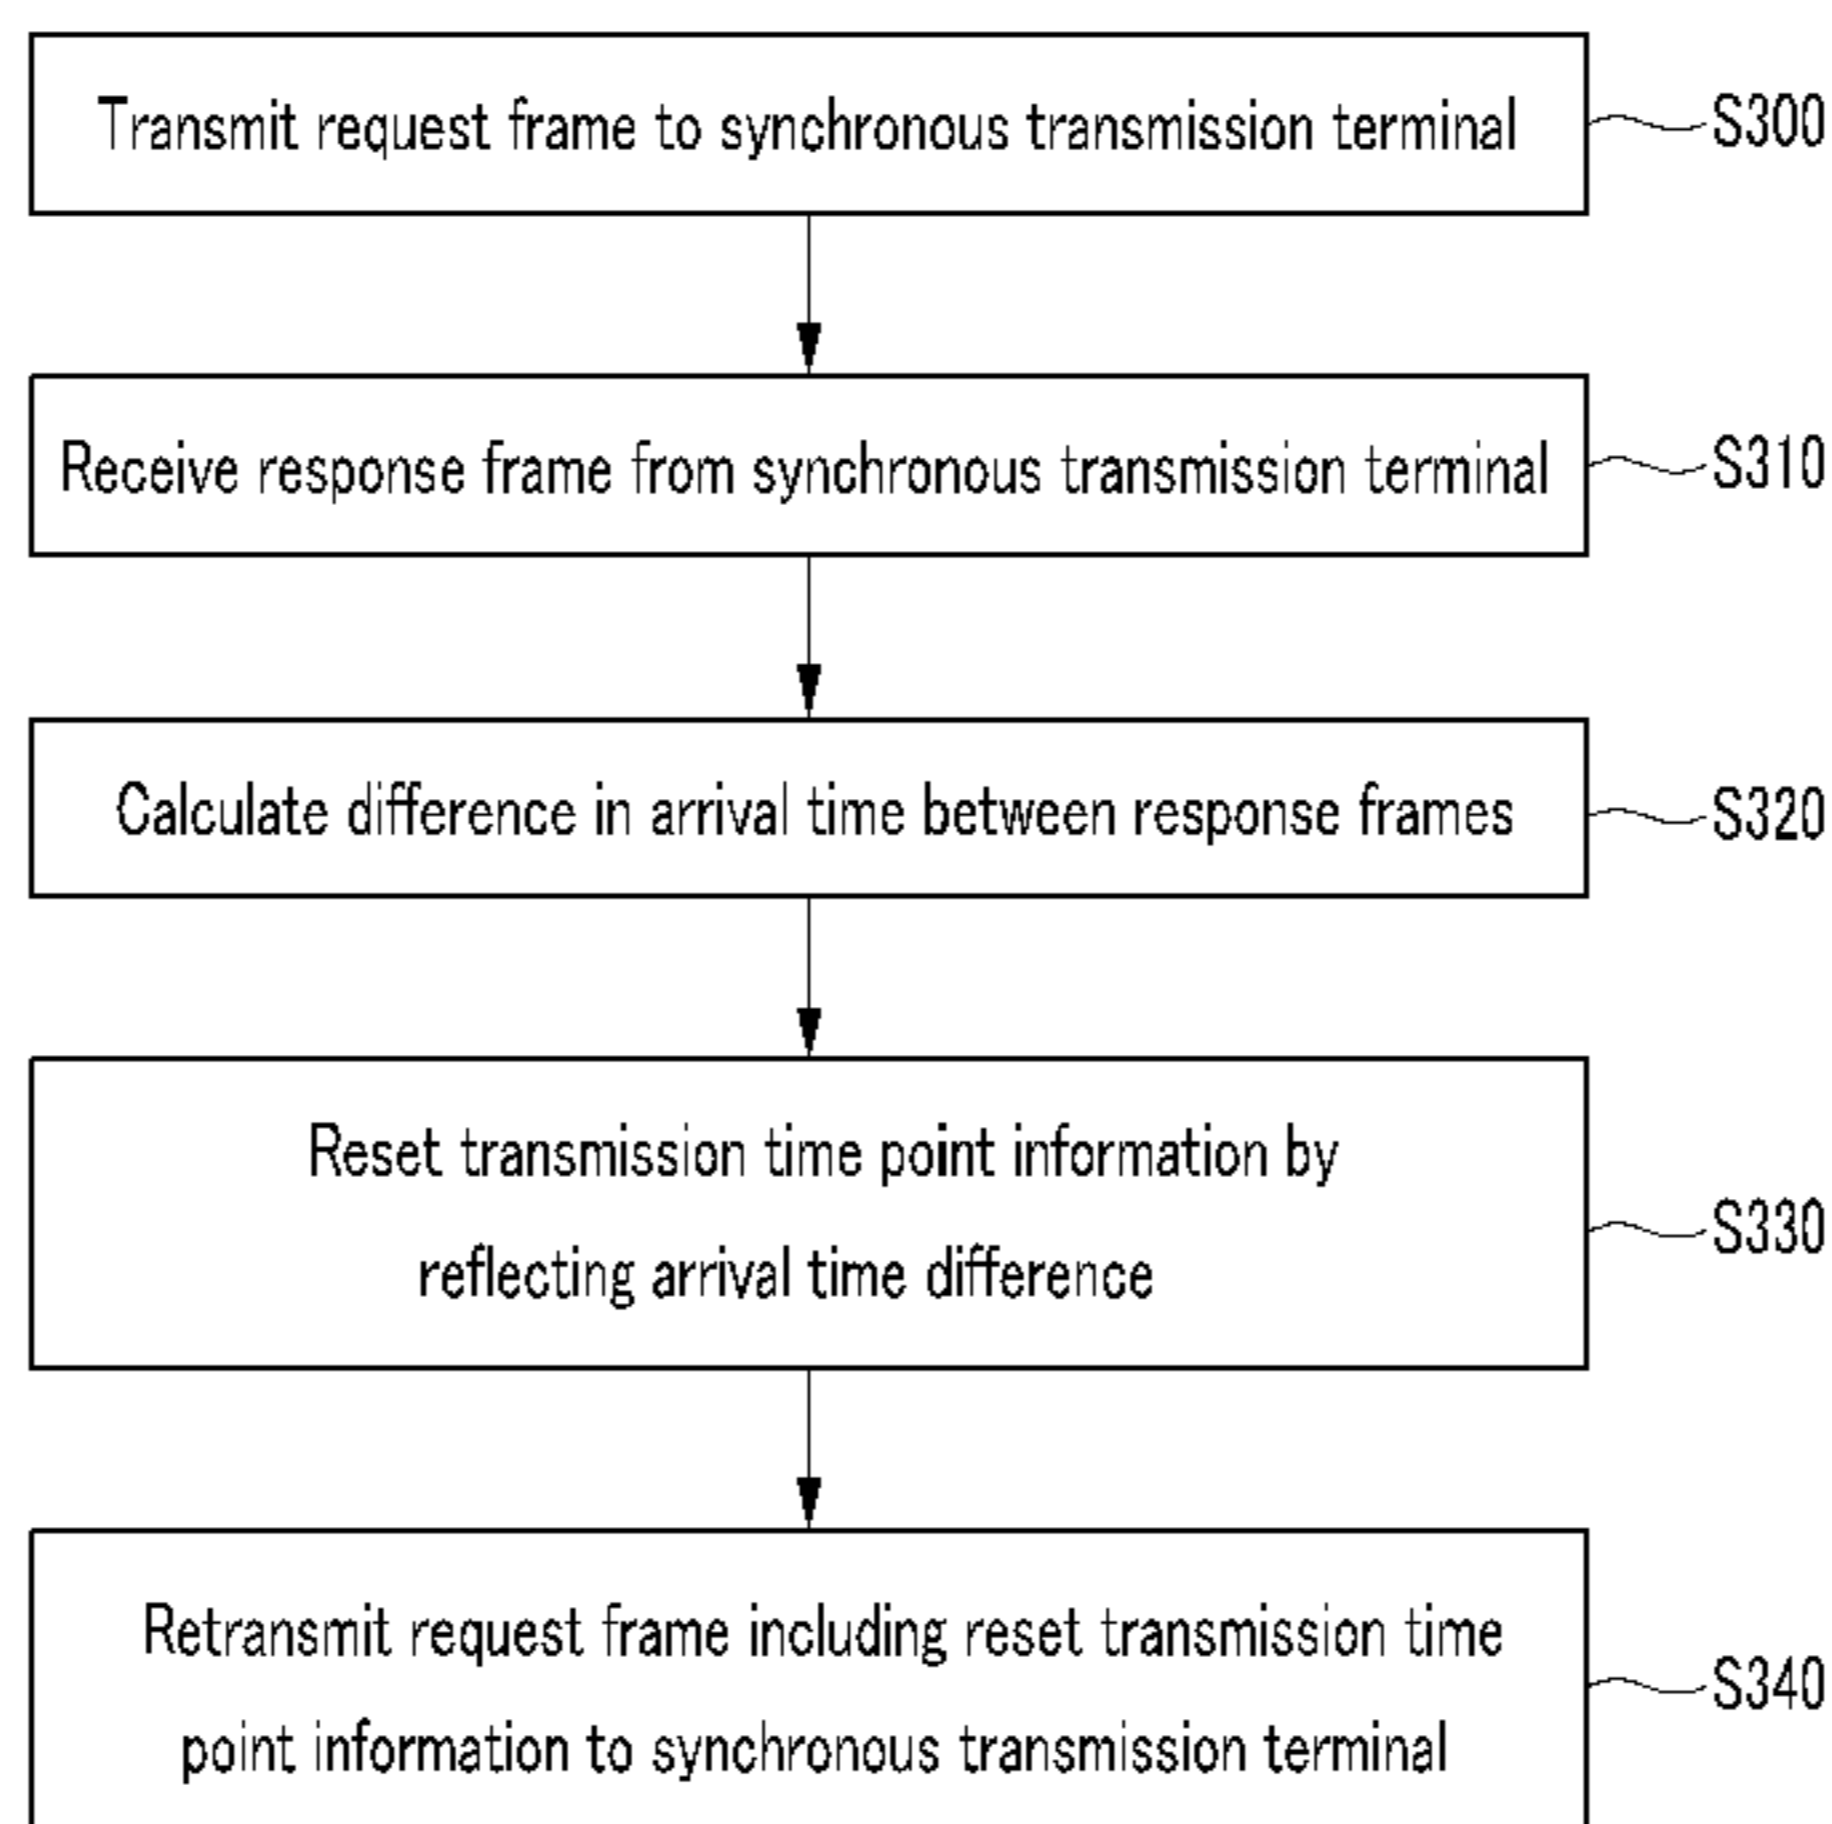 Transmit request frame to synchronous transmission terminal
S300
Receive response frame from synchronous transmission terminal
S310
Calculate difference in arrival time between response frames
S320
Reset transmission time point information by
reflecting arrival time difference
S330
Retransmit request frame including reset transmission time
point information to synchronous transmission terminal
S340